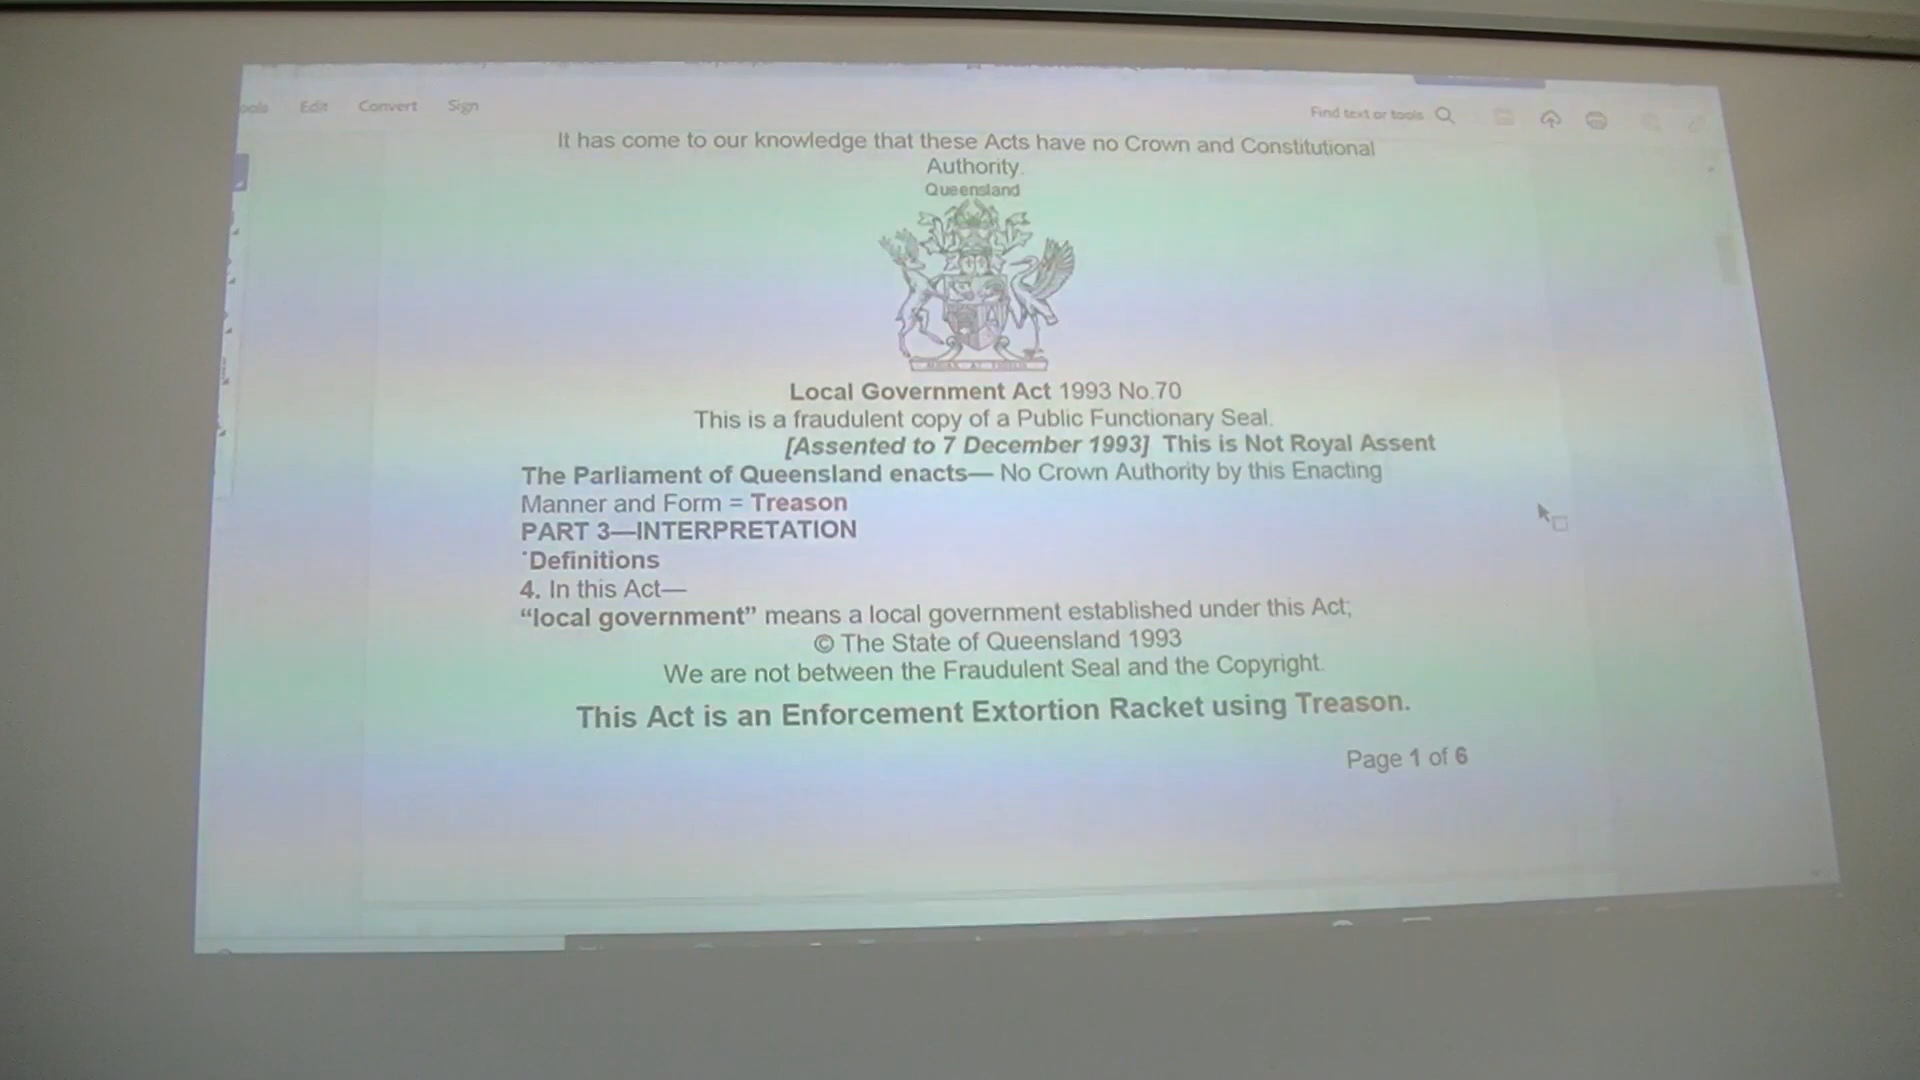 Edit Convert Sign
Find text or tools
It has come to our knowledge that these Acts have no Crown and Constitutional
Authority.
Queensland
Local Government Act 1993 No.70
This is a fraudulent copy of a Public Functionary Seal.
[Assented to 7 December 1993] This is Not Royal Assent
The Parliament of Queensland enacts— No Crown Authority by this Enacting
Manner and Form = Treason
PART 3—INTERPRETATION
˙Definitions
4. In this Act—
“local government” means a local government established under this Act;
© The State of Queensland 1993
We are not between the Fraudulent Seal and the Copyright.
This Act is an Enforcement Extortion Racket using Treason.
Page 1 of 6